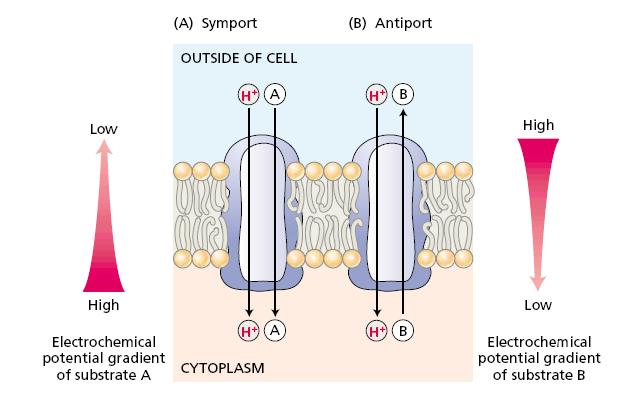 (A) Symport
(B) Antiport
OUTSIDE OF CELL
H+ A
H+ B
Low
High
High
Low
H+ A
H+ B
Electrochemical
potential gradient
of substrate A
Electrochemical
potential gradient
of substrate B
CYTOPLASM